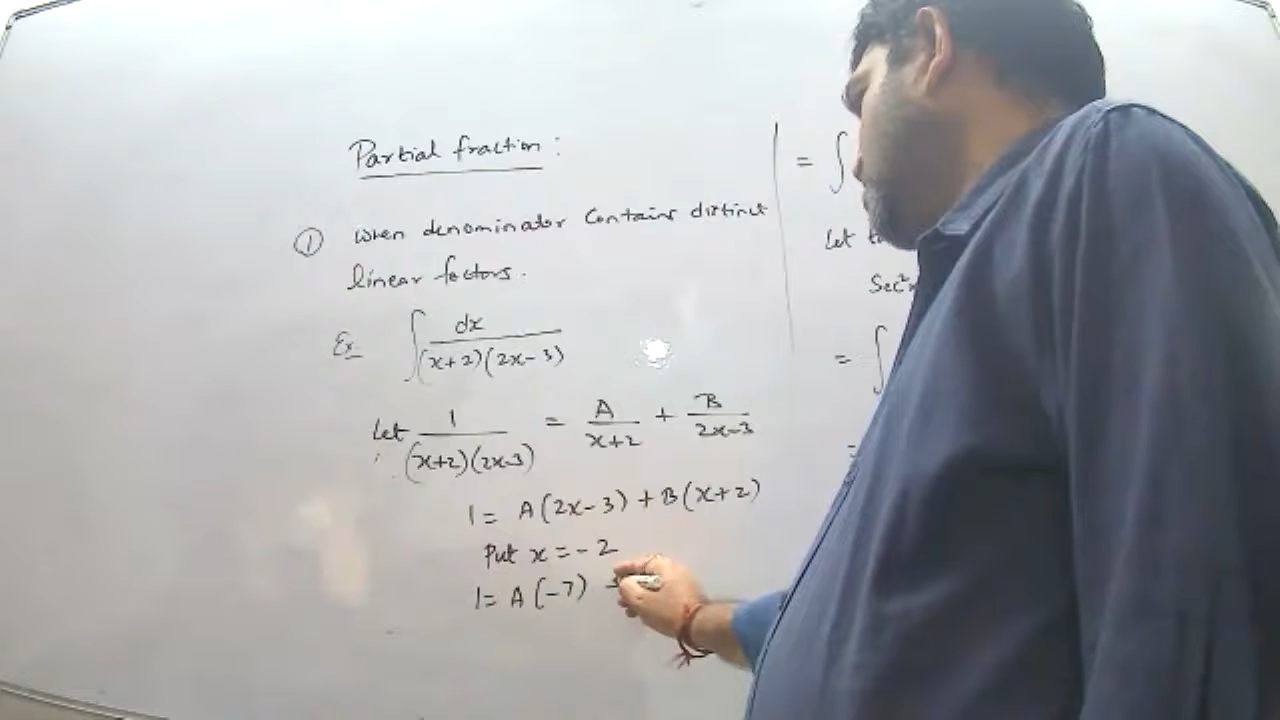 Partial fraction :
① When denominator Contains distinct
linear factors.
Ex. ∫ dx / (x+2)(2x-3)
Let 1 / (x+2)(2x-3) = A / x+2 + B / 2x-3
1 = A(2x-3) + B(x+2)
Put x = -2
1 = A(-7)
= ∫
Let
Sec²
= ∫
=